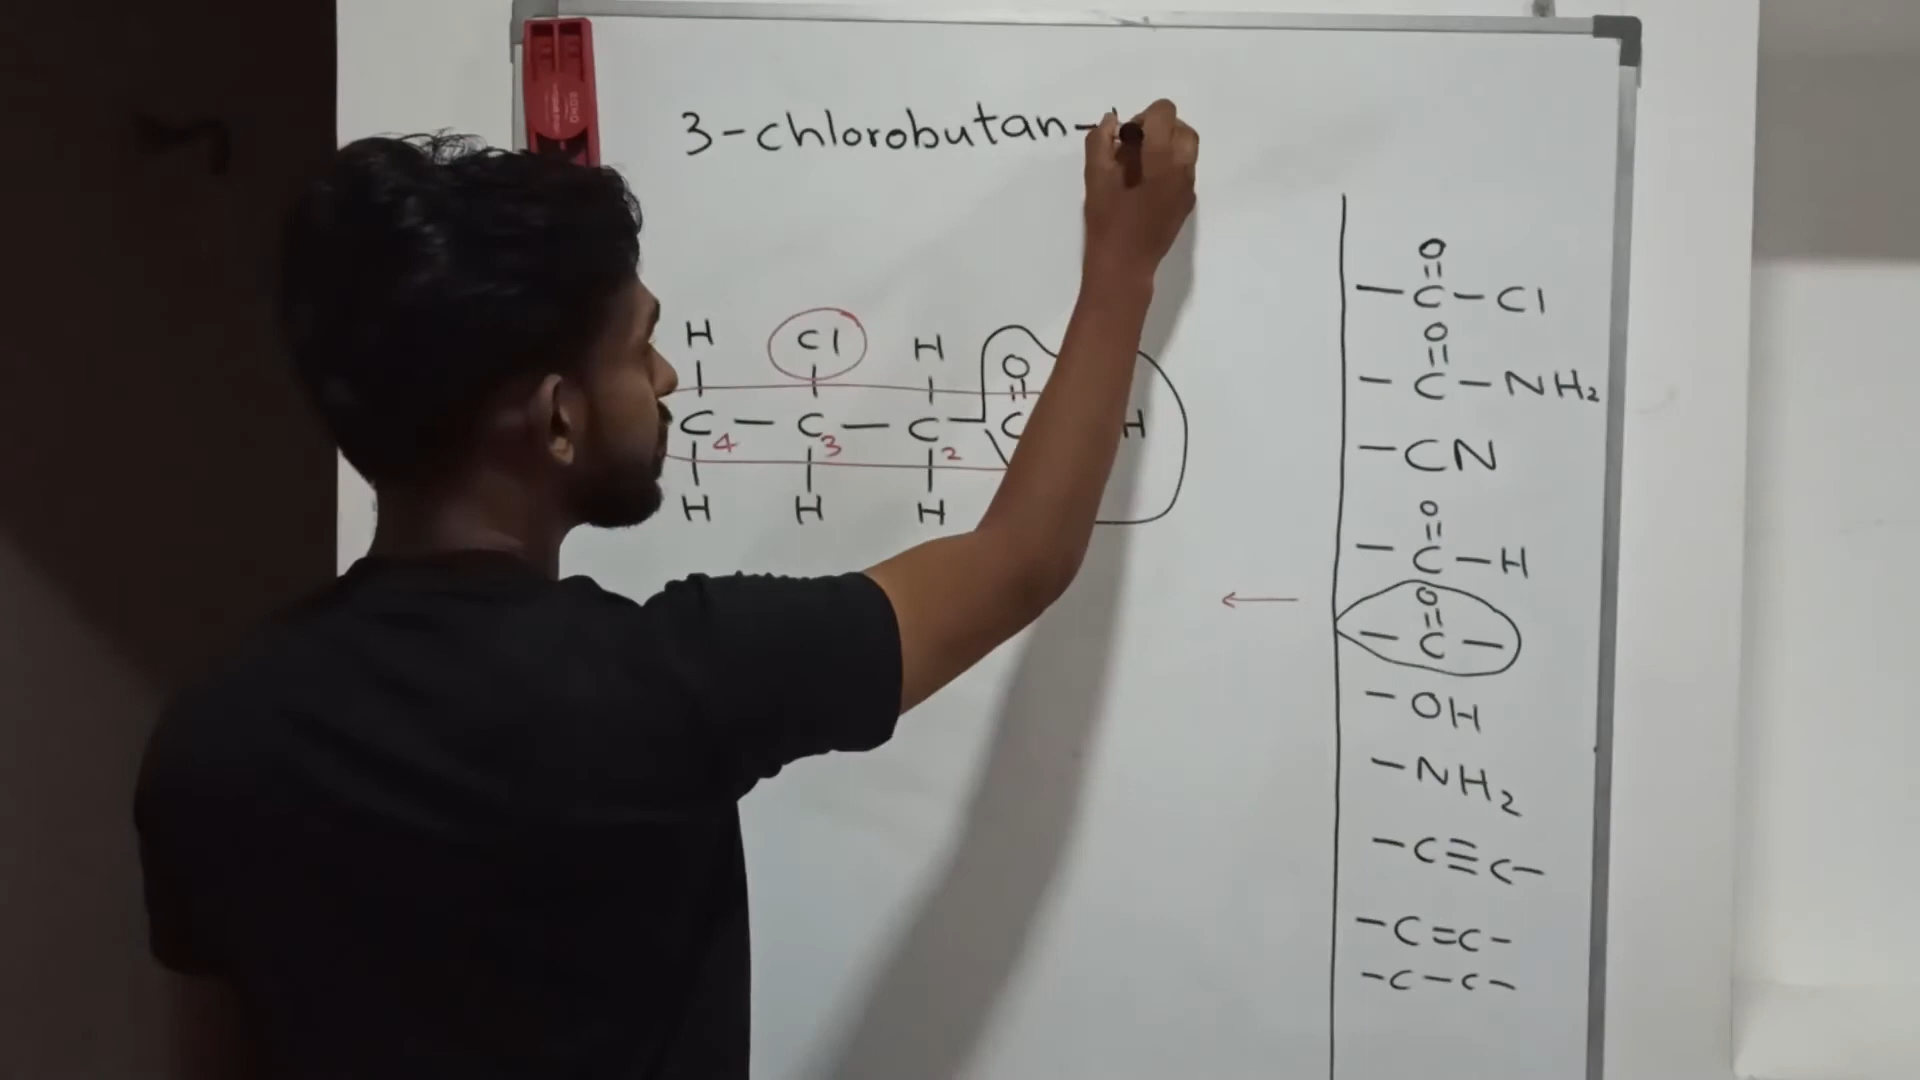 3-chlorobutan-
H Cl H O
C4 — C3 — C2 — C H
H H H
O
-C-Cl
O
-C-NH2
-CN
O
-C-H
O
-C-
-OH
-NH2
-C≡C-
-C=C-
-C-C-